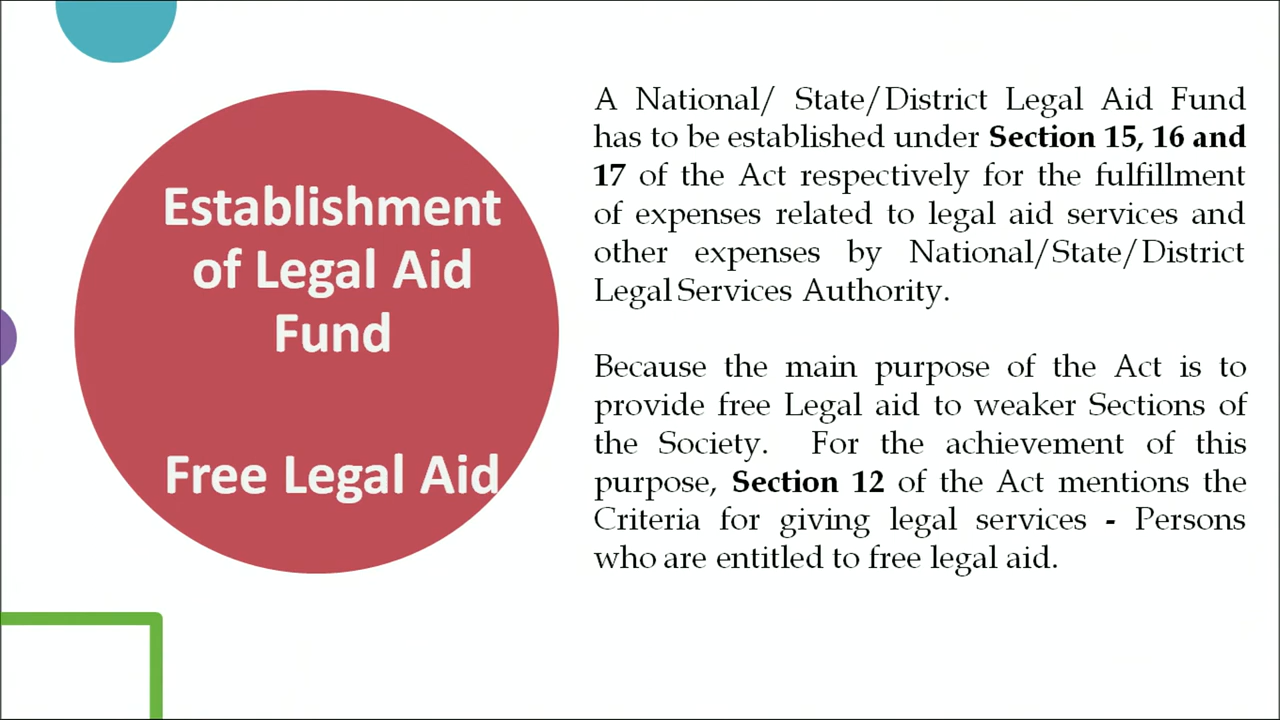 Establishment
of Legal Aid
Fund
Free Legal Aid
A National/ State/District Legal Aid Fund
has to be established under Section 15, 16 and
17 of the Act respectively for the fulfillment
of expenses related to legal aid services and
other expenses by National/State/District
Legal Services Authority.
Because the main purpose of the Act is to
provide free Legal aid to weaker Sections of
the Society. For the achievement of this
purpose, Section 12 of the Act mentions the
Criteria for giving legal services - Persons
who are entitled to free legal aid.